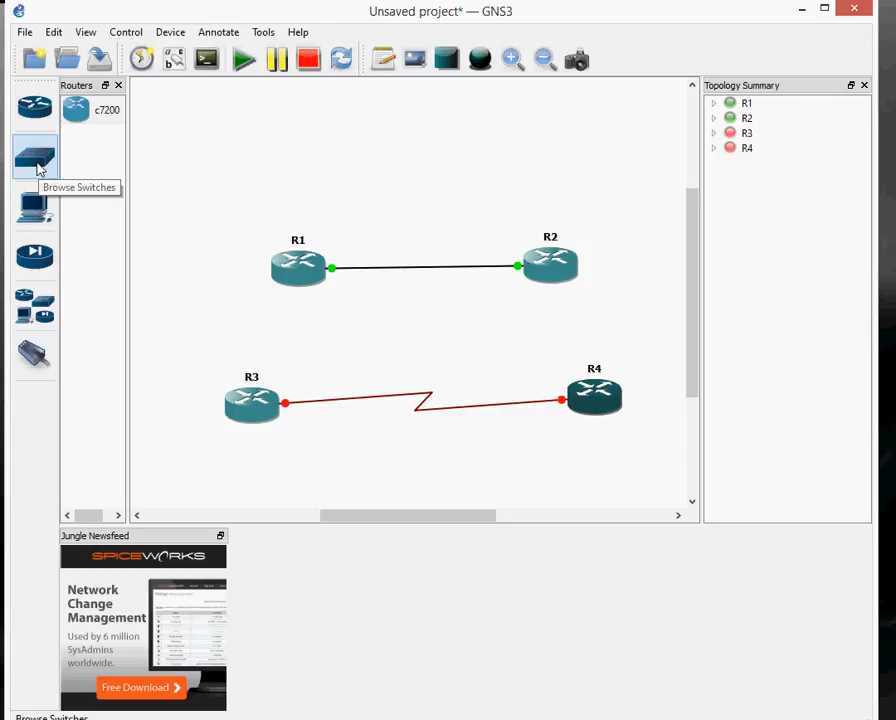 Unsaved project* — GNS3
File Edit View Control Device Annotate Tools Help
Routers
c7200
Browse Switches
R1
R2
R3
R4
Topology Summary
R1
R2
R3
R4
Jungle Newsfeed
SPICEWORKS
Network
Change
Management
Used by 6 million
SysAdmins
worldwide.
Free Download
Browse Switches